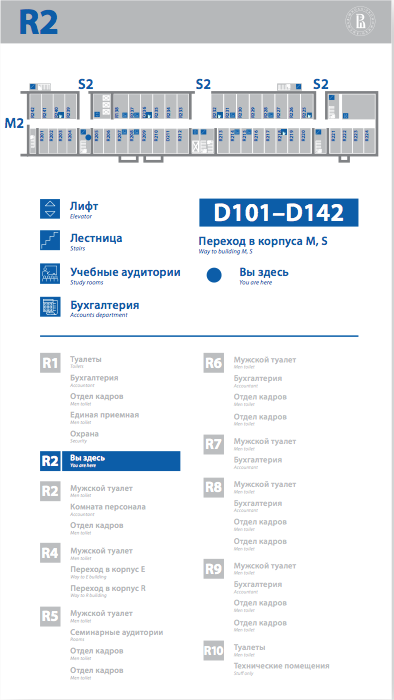 R2
S2
S2
S2
M2
Лифт
Elevator
Лестница
Stairs
Учебные аудитории
Study rooms
Бухгалтерия
Accounts department
D101–D142
Переход в корпуса M, S
Way to building M, S
Вы здесь
You are here
R1
Туалеты
Toilets
Бухгалтерия
Accountant
Отдел кадров
Men toilet
Единая приемная
Men toilet
Охрана
Security
R2
Вы здесь
You are here
R2
Мужской туалет
Men toilet
Комната персонала
Accountant
Отдел кадров
Men toilet
R4
Мужской туалет
Men toilet
Переход в корпус E
Way to E building
Переход в корпус R
Way to R building
R5
Мужской туалет
Men toilet
Семинарные аудитории
Rooms
Отдел кадров
Men toilet
Отдел кадров
Men toilet
R6
Мужской туалет
Men toilet
Бухгалтерия
Accountant
Отдел кадров
Men toilet
Отдел кадров
Men toilet
R7
Мужской туалет
Men toilet
Бухгалтерия
Accountant
R8
Мужской туалет
Men toilet
Бухгалтерия
Accountant
Отдел кадров
Men toilet
Отдел кадров
Men toilet
R9
Мужской туалет
Men toilet
Бухгалтерия
Accountant
Отдел кадров
Men toilet
Отдел кадров
Men toilet
R10
Туалеты
Men toilet
Технические помещения
Staff only